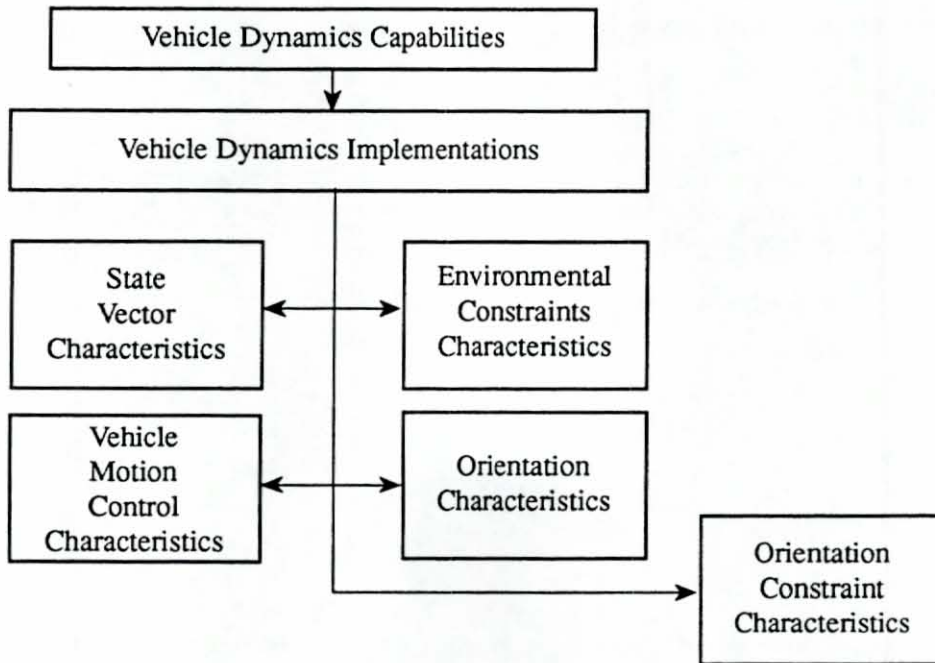 Vehicle Dynamics Capabilities
Vehicle Dynamics Implementations
State
Vector
Characteristics
Environmental
Constraints
Characteristics
Vehicle
Motion
Control
Characteristics
Orientation
Characteristics
Orientation
Constraint
Characteristics